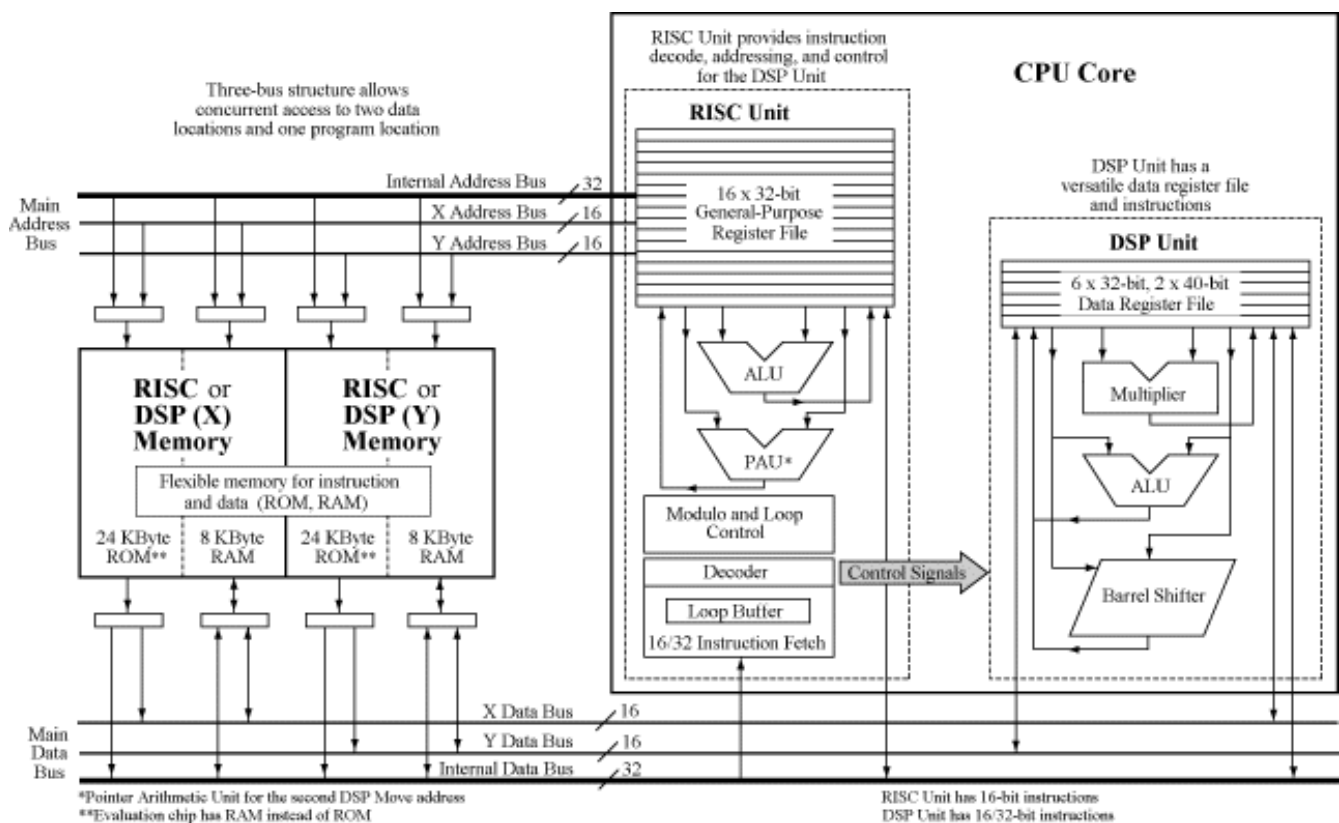 RISC Unit provides instruction
decode, addressing, and control
for the DSP Unit
CPU Core
Three-bus structure allows
concurrent access to two data
locations and one program location
RISC Unit
DSP Unit has a
versatile data register file
and instructions
Internal Address Bus 32
Main
Address
Bus
X Address Bus 16
Y Address Bus 16
16 x 32-bit
General-Purpose
Register File
DSP Unit
6 x 32-bit, 2 x 40-bit
Data Register File
RISC or
DSP (X)
Memory
RISC or
DSP (Y)
Memory
ALU
Multiplier
PAU*
ALU
Flexible memory for instruction
and data (ROM, RAM)
24 KByte
ROM**
8 KByte
RAM
24 KByte
ROM**
8 KByte
RAM
Modulo and Loop
Control
Decoder
Control Signals
Loop Buffer
16/32 Instruction Fetch
Barrel Shifter
X Data Bus 16
Main
Data
Bus
Y Data Bus 16
Internal Data Bus 32
*Pointer Arithmetic Unit for the second DSP Move address
**Evaluation chip has RAM instead of ROM
RISC Unit has 16-bit instructions
DSP Unit has 16/32-bit instructions